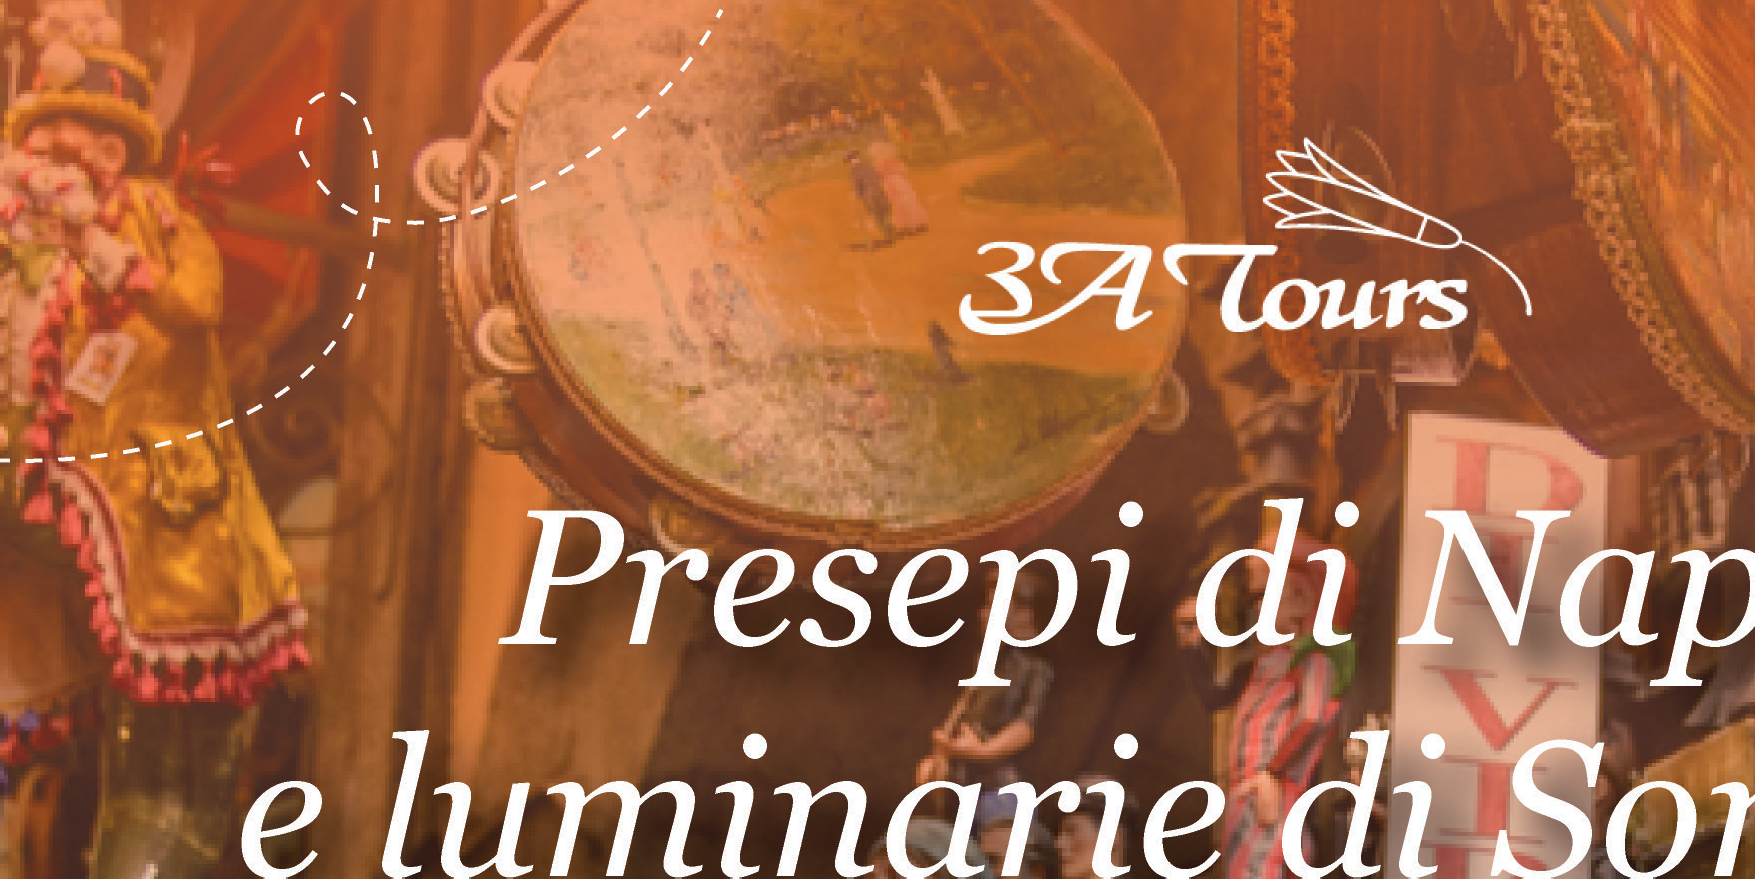 3A Tours
Presepi di Nap
e luminarie di Sor